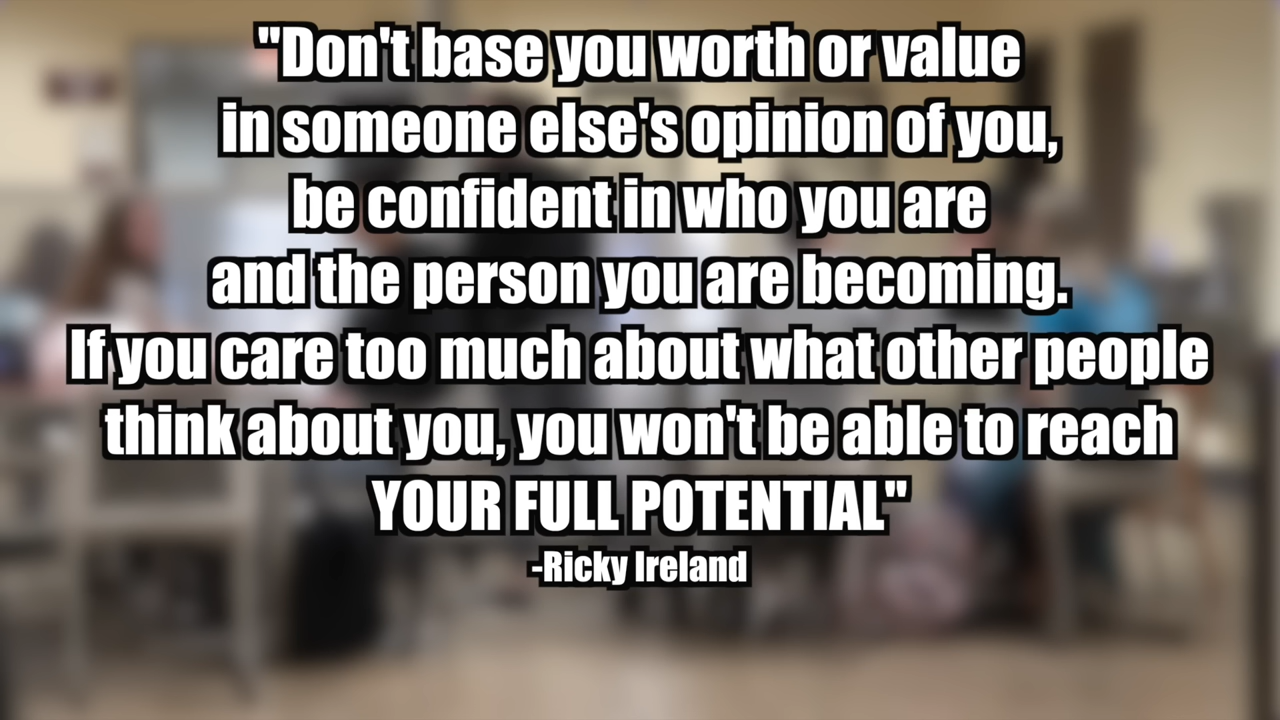 "Don't base you worth or value
in someone else's opinion of you,
be confident in who you are
and the person you are becoming.
If you care too much about what other people
think about you, you won't be able to reach
YOUR FULL POTENTIAL"
-Ricky Ireland